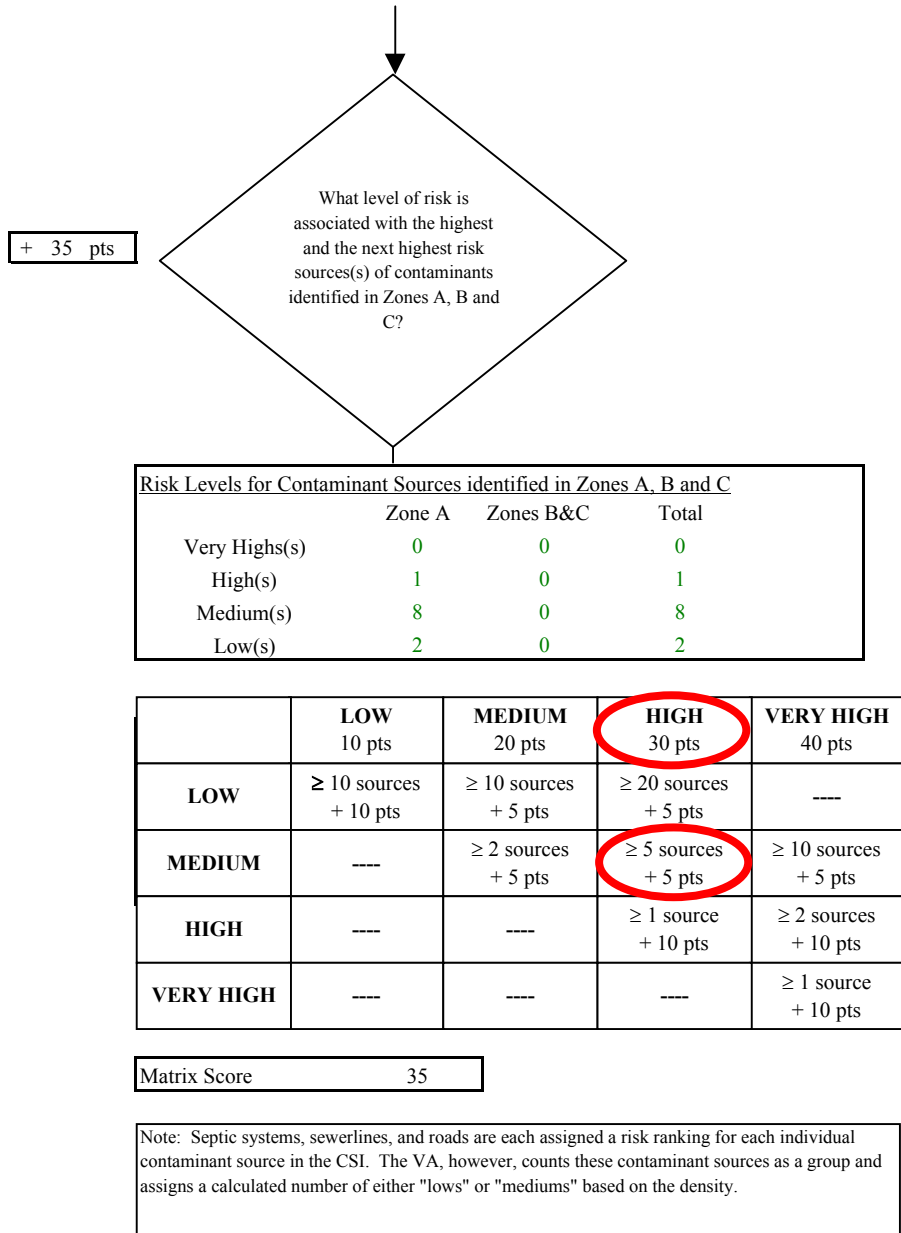 What level of risk is
associated with the highest
and the next highest risk
sources(s) of contaminants
identified in Zones A, B and
C?
+ 35 pts
Risk Levels for Contaminant Sources identified in Zones A, B and C
Zone A Zones B&C Total
Very Highs(s) 0 0 0
High(s) 1 0 1
Medium(s) 8 0 8
Low(s) 2 0 2
LOW MEDIUM HIGH VERY HIGH
10 pts 20 pts 30 pts 40 pts
LOW ≥ 10 sources ≥ 10 sources ≥ 20 sources ----
+ 10 pts + 5 pts + 5 pts
MEDIUM ---- ≥ 2 sources ≥ 5 sources ≥ 10 sources
+ 5 pts + 5 pts + 5 pts
HIGH ---- ---- ≥ 1 source ≥ 2 sources
+ 10 pts + 10 pts
VERY HIGH ---- ---- ---- ≥ 1 source
+ 10 pts
Matrix Score 35
Note: Septic systems, sewerlines, and roads are each assigned a risk ranking for each individual
contaminant source in the CSI. The VA, however, counts these contaminant sources as a group and
assigns a calculated number of either "lows" or "mediums" based on the density.